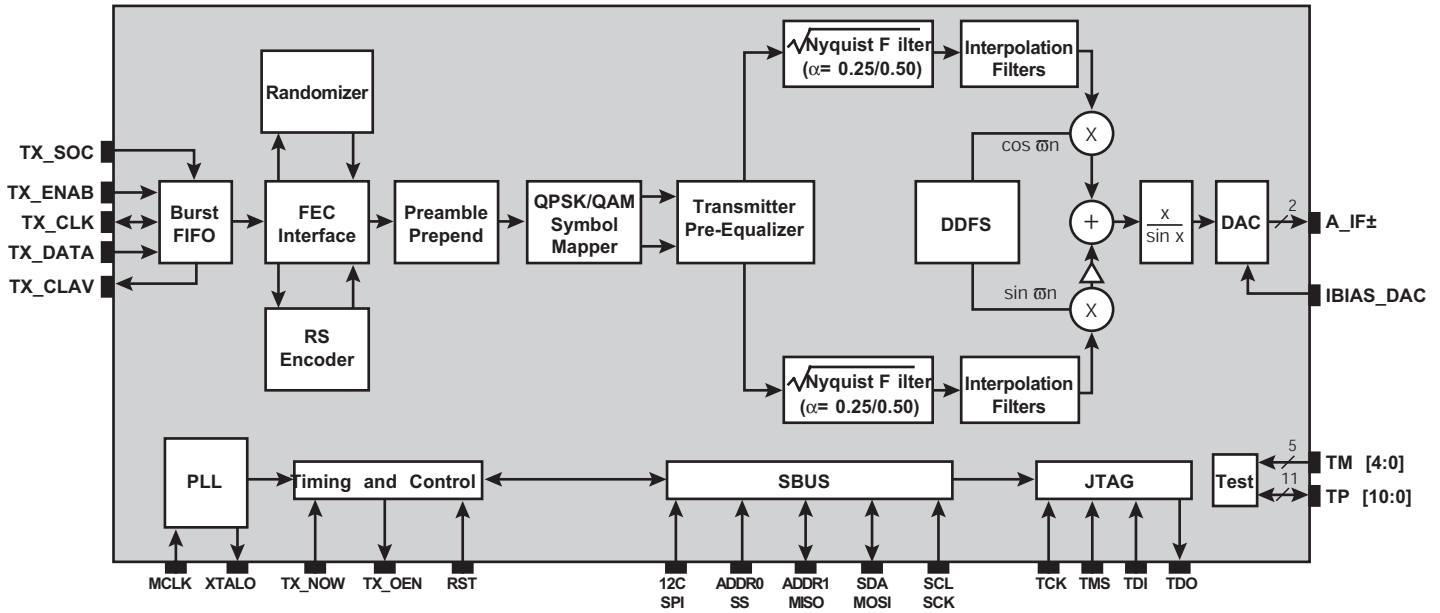 Nyquist F ilter
(α= 0.25/0.50)
Interpolation
Filters
Randomizer
TX_SOC
X
cos ϖn
TX_ENAB
TX_CLK
TX_DATA
TX_CLAV
Burst
FIFO
FEC
Interface
Preamble
Prepend
QPSK/QAM
Symbol
Mapper
Transmitter
Pre-Equalizer
DDFS
+
x
sin x
DAC
2
A_IF±
IBIAS_DAC
sin ϖn
X
RS
Encoder
Nyquist F ilter
(α= 0.25/0.50)
Interpolation
Filters
PLL
Timing and Control
SBUS
JTAG
Test
5
TM [4:0]
11
TP [10:0]
MCLK
XTALO
TX_NOW
TX_OEN
RST
12C
SPI
ADDR0
SS
ADDR1
MISO
SDA
MOSI
SCL
SCK
TCK
TMS
TDI
TDO